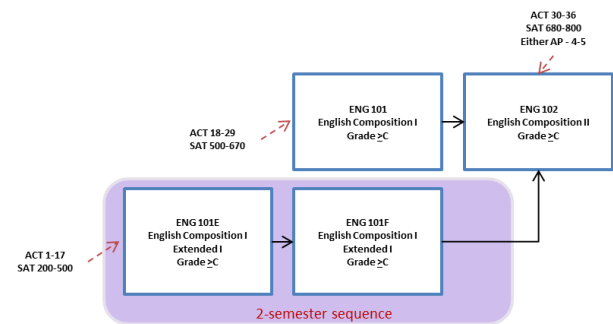 ACT 30-36
SAT 680-800
Either AP - 4-5
ENG 101
English Composition I
Grade ≥C
ENG 102
English Composition II
Grade ≥C
ACT 18-29
SAT 500-670
ENG 101E
English Composition I
Extended I
Grade ≥C
ENG 101F
English Composition I
Extended I
Grade ≥C
ACT 1-17
SAT 200-500
2-semester sequence